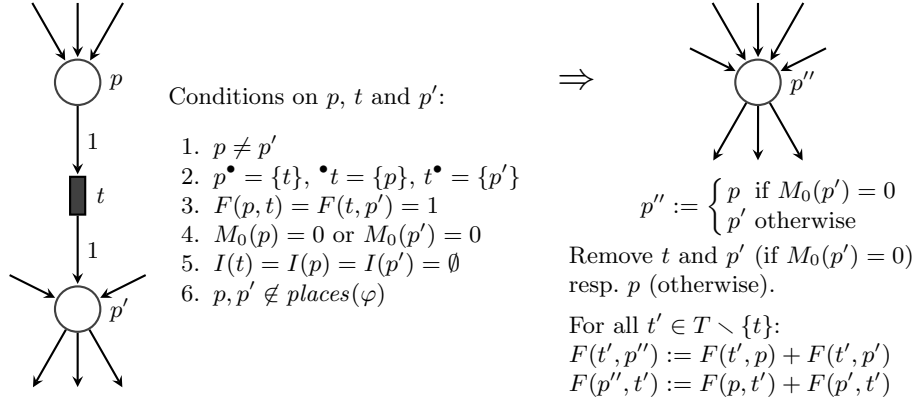 p
1
t
1
p′
Conditions on p, t and p′:
1. p ≠ p′
2. p• = {t}, •t = {p}, t• = {p′}
3. F(p, t) = F(t, p′) = 1
4. M₀(p) = 0 or M₀(p′) = 0
5. I(t) = I(p) = I(p′) = ∅
6. p, p′ ∉ places(φ)
⇒
p″
p″ := { p if M₀(p′) = 0
p′ otherwise
Remove t and p′ (if M₀(p′) = 0)
resp. p (otherwise).
For all t′ ∈ T ∖ {t}:
F(t′, p″) := F(t′, p) + F(t′, p′)
F(p″, t′) := F(p, t′) + F(p′, t′)